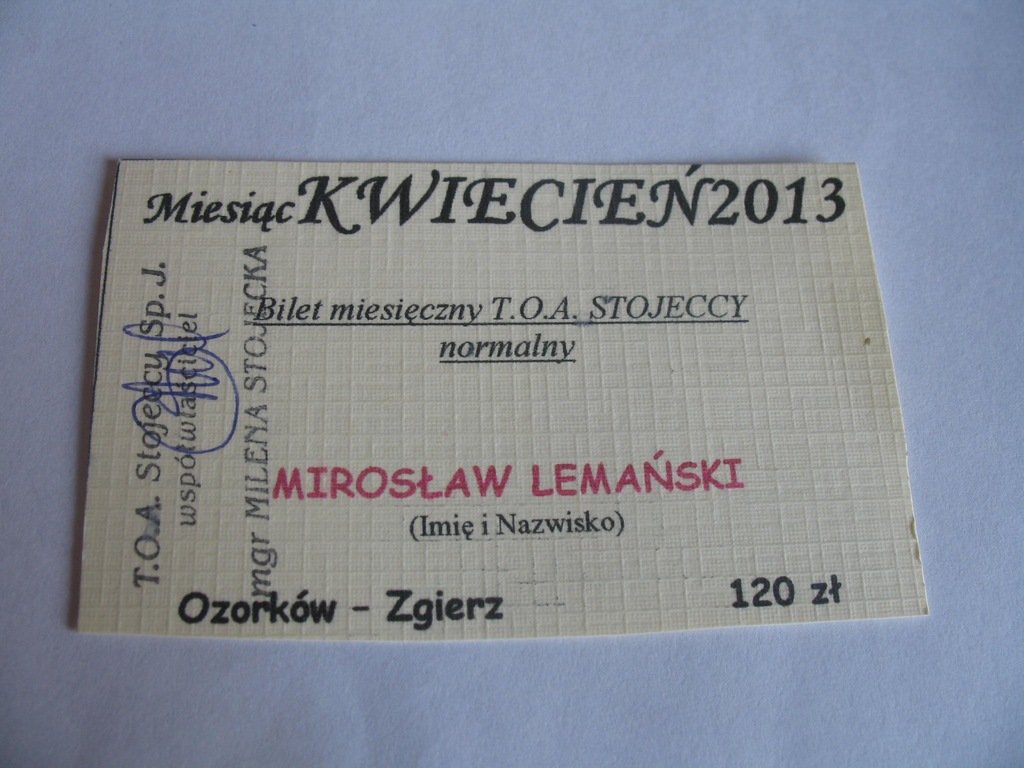 Miesiąc KWIECIEŃ 2013
Bilet miesięczny T.O.A. STOJECCY
normalny
MIROSŁAW LEMAŃSKI
(Imię i Nazwisko)
Ozorków - Zgierz
120 zł
T.O.A. Stojeccy Sp. J.
współwłaściciel
mgr MILENA STOJECKA